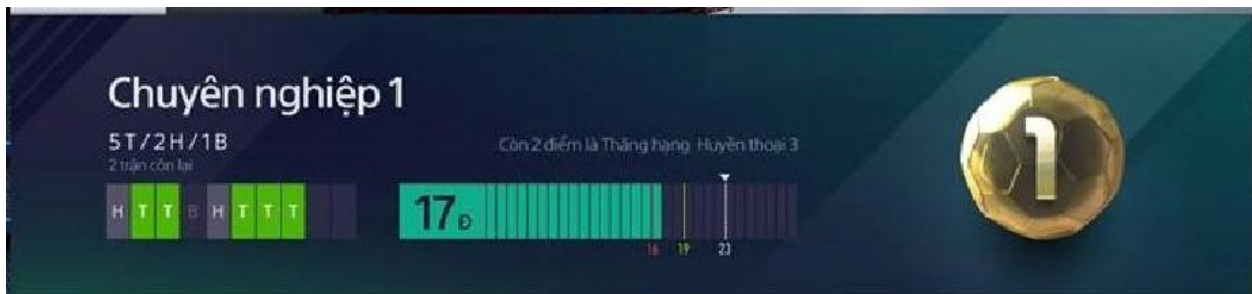 Chuyên nghiệp 1
5T/2H/1B
2 trận còn lại
Còn 2 điểm là Thăng hạng Huyền thoại 3
H T T B H T T T
17Đ
16 19 23
1